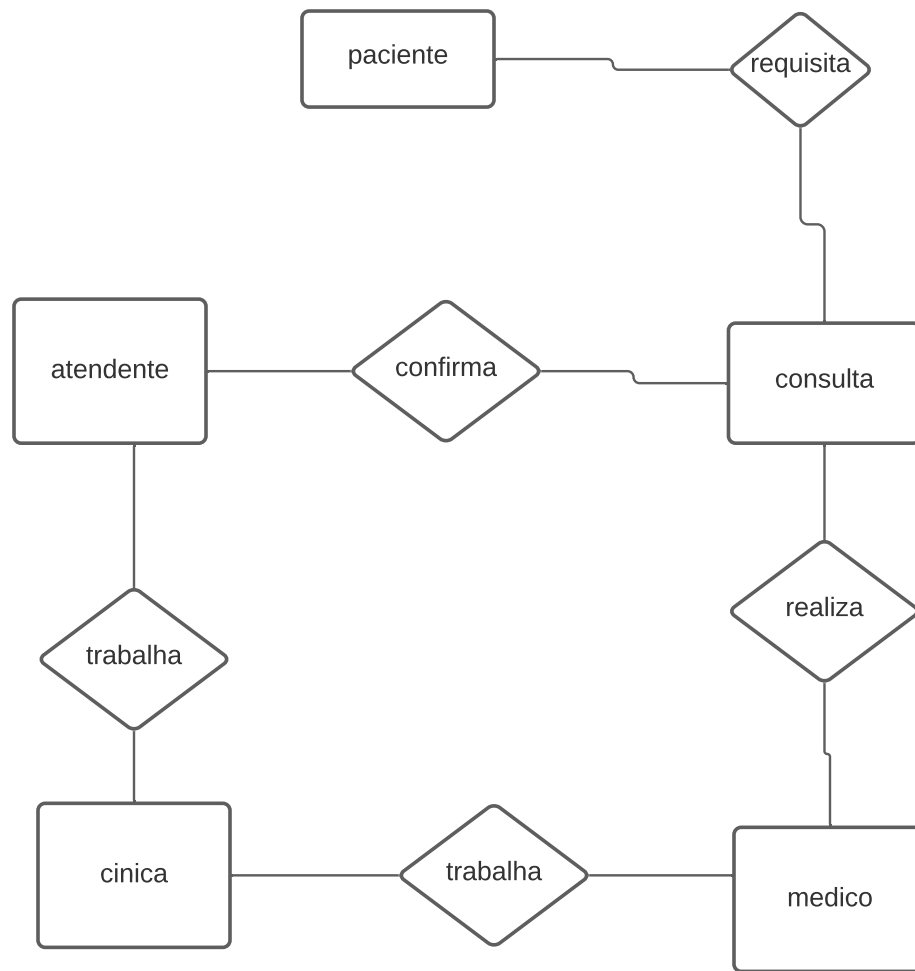 paciente
requisita
atendente
confirma
consulta
trabalha
realiza
cinica
trabalha
medico